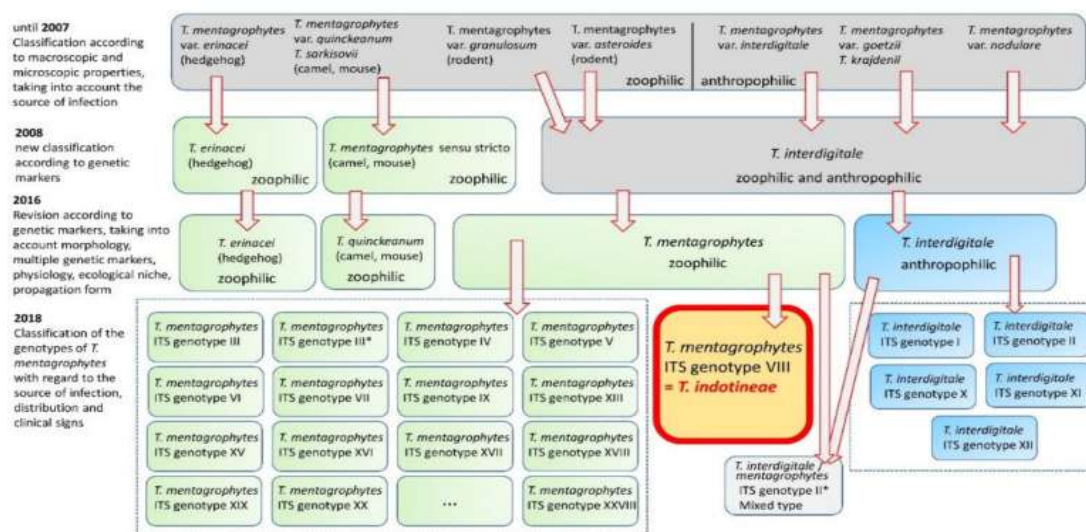 until 2007
Classification according
to macroscopic and
microscopic properties,
taking into account the
source of infection
T. mentagrophytes
var. erinacei
(hedgehog)
T. mentagrophytes
var. quinckeanum
T. sarkisovii
(camel, mouse)
T. mentagrophytes
var. granulosum
(rodent)
T. mentagrophytes
var. asteroides
(rodent)
zoophilic
T. mentagrophytes
var. interdigitale
anthropophilic
T. mentagrophytes
var. goetzii
T. krajdenii
T. mentagrophytes
var. nodulare
2008
new classification
according to genetic
markers
T. erinacei
(hedgehog)
zoophilic
T. mentagrophytes sensu stricto
(camel, mouse)
zoophilic
T. interdigitale
zoophilic and anthropophilic
2016
Revision according to
genetic markers, taking into
account morphology,
multiple genetic markers,
physiology, ecological niche,
propagation form
T. erinacei
(hedgehog)
zoophilic
T. quinckeanum
(camel, mouse)
zoophilic
T. mentagrophytes
zoophilic
T. interdigitale
anthropophilic
2018
Classification of the
genotypes of T.
mentagrophytes
with regard to the
source of infection,
distribution and
clinical signs
T. mentagrophytes
ITS genotype III
T. mentagrophytes
ITS genotype III*
T. mentagrophytes
ITS genotype IV
T. mentagrophytes
ITS genotype V
T. mentagrophytes
ITS genotype VI
T. mentagrophytes
ITS genotype VII
T. mentagrophytes
ITS genotype IX
T. mentagrophytes
ITS genotype XIII
T. mentagrophytes
ITS genotype XV
T. mentagrophytes
ITS genotype XVI
T. mentagrophytes
ITS genotype XVII
T. mentagrophytes
ITS genotype XVIII
T. mentagrophytes
ITS genotype XIX
T. mentagrophytes
ITS genotype XX
...
T. mentagrophytes
ITS genotype XXVIII
T. mentagrophytes
ITS genotype VIII
= T. indotineae
T. interdigitale /
mentagrophytes
ITS genotype II*
Mixed type
T. interdigitale
ITS genotype I
T. interdigitale
ITS genotype II
T. interdigitale
ITS genotype X
T. interdigitale
ITS genotype XI
T. interdigitale
ITS genotype XII